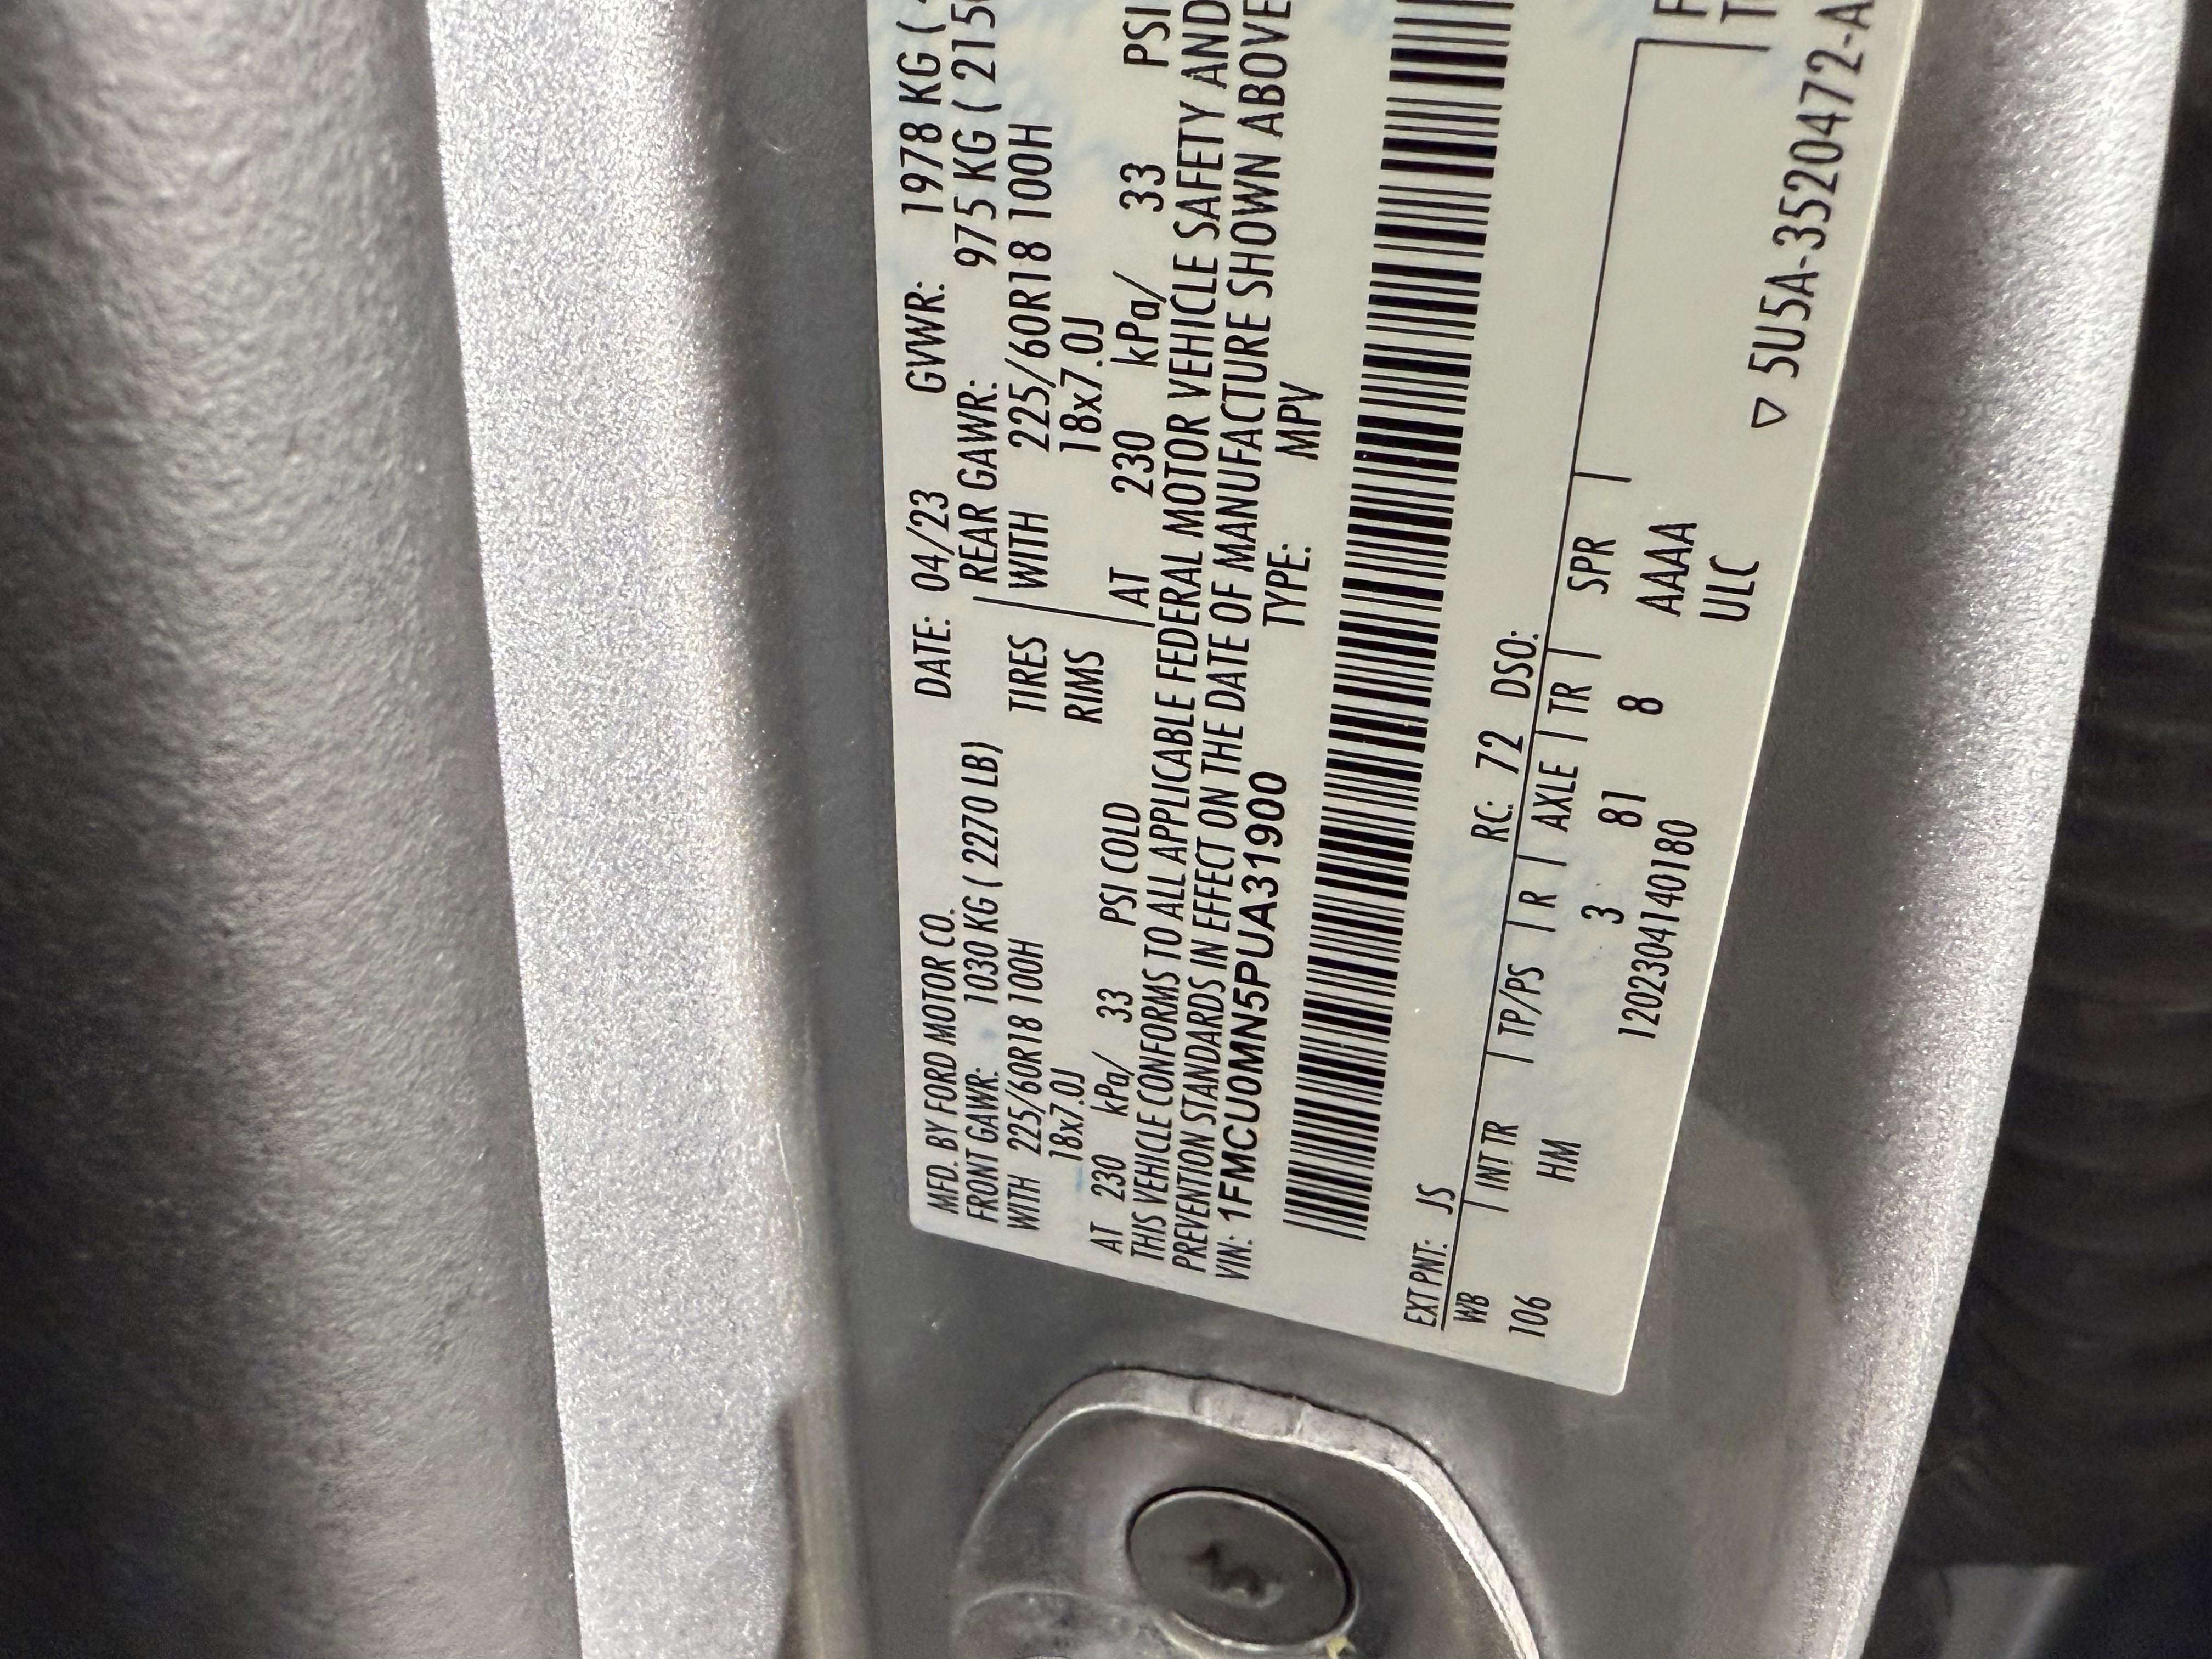 MFD. BY FORD MOTOR CO. DATE: 04/23 GVWR: 1978 KG (
FRONT GAWR: 1030 KG ( 2270 LB) REAR GAWR: 975 KG ( 215
WITH 225/60R18 100H TIRES WITH 225/60R18 100H
18x7.0J RIMS 18x7.0J
AT 230 kPa/ 33 PSI COLD AT 230 kPa/ 33 PSI
THIS VEHICLE CONFORMS TO ALL APPLICABLE FEDERAL MOTOR VEHICLE SAFETY AND
PREVENTION STANDARDS IN EFFECT ON THE DATE OF MANUFACTURE SHOWN ABOVE
VIN: 1FMCU0MN5PUA31900 TYPE: MPV
EXT PNT: JS RC: 72 DSO:
WB INT TR TP/PS R AXLE TR SPR
106 HM 3 81 8 AAAA
120230414 0180 ULC
▽ 5U5A-3520472-A